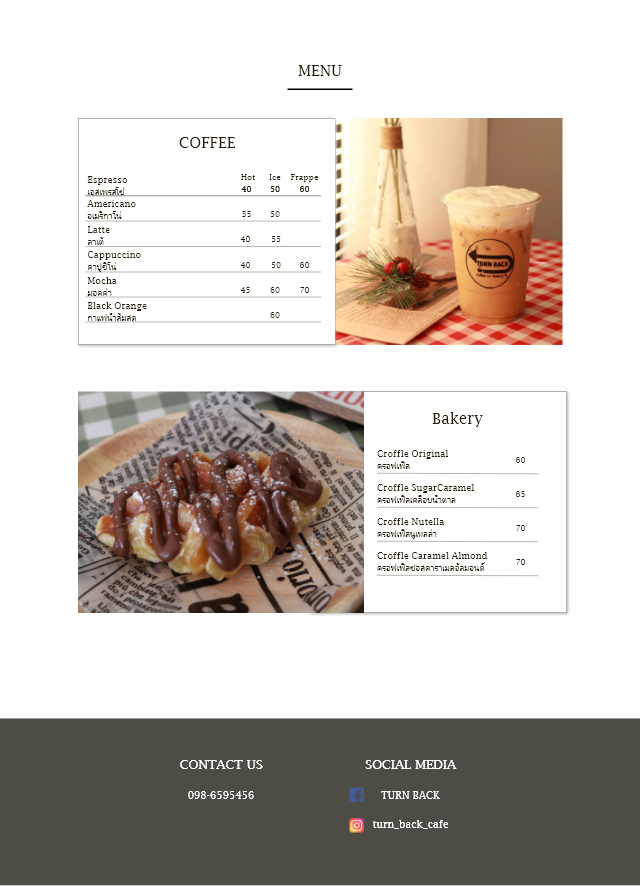 MENU
COFFEE
Hot Ice Frappe
Espresso 40 50 60
เอสเพรสโซ่
Americano
อเมริกาโน่ 35 50
Latte
ลาเต้ 40 55
Cappuccino
คาปูชิโน่ 40 50 60
Mocha
มอคค่า 45 60 70
Black Orange
กาแฟน้ำส้มสด 60
TURN BACK
Bakery
Croffle Original
ครอฟเฟิล 60
Croffle SugarCaramel
ครอฟเฟิลเคลือบน้ำตาล 65
Croffle Nutella
ครอฟเฟิลนูเทลล่า 70
Croffle Caramel Almond
ครอฟเฟิลซอสคาราเมลอัลมอนด์ 70
CONTACT US
098-6595456
SOCIAL MEDIA
TURN BACK
turn_back_cafe